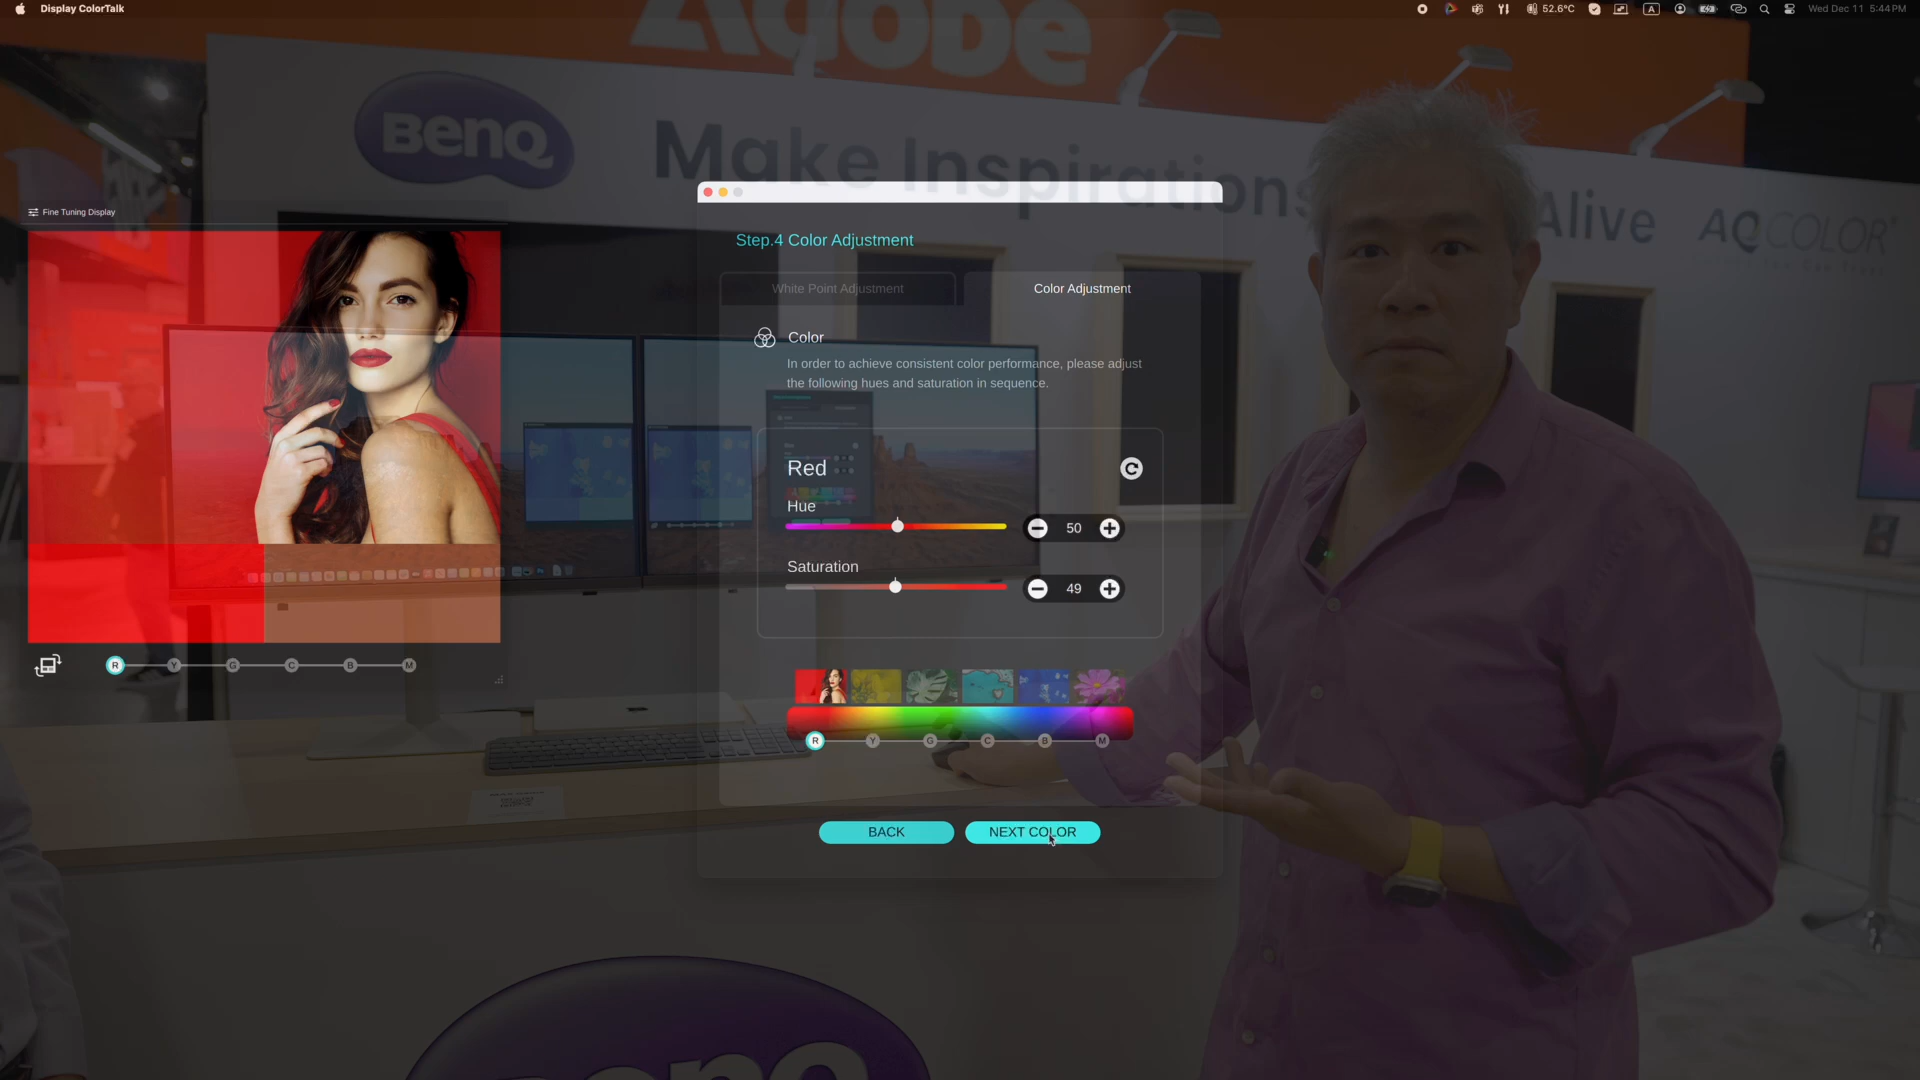 Display ColorTalk
52.6°C
A
Wed Dec 11 5:44 PM
AQode
BenQ
Make Inspirations Alive
AQCOLOR
Fine Tuning Display
R Y G C B M
Step.4 Color Adjustment
White Point Adjustment
Color Adjustment
Color
In order to achieve consistent color performance, please adjust
the following hues and saturation in sequence.
Red
Hue
50
Saturation
49
R Y G C B M
BACK
NEXT COLOR
BenQ